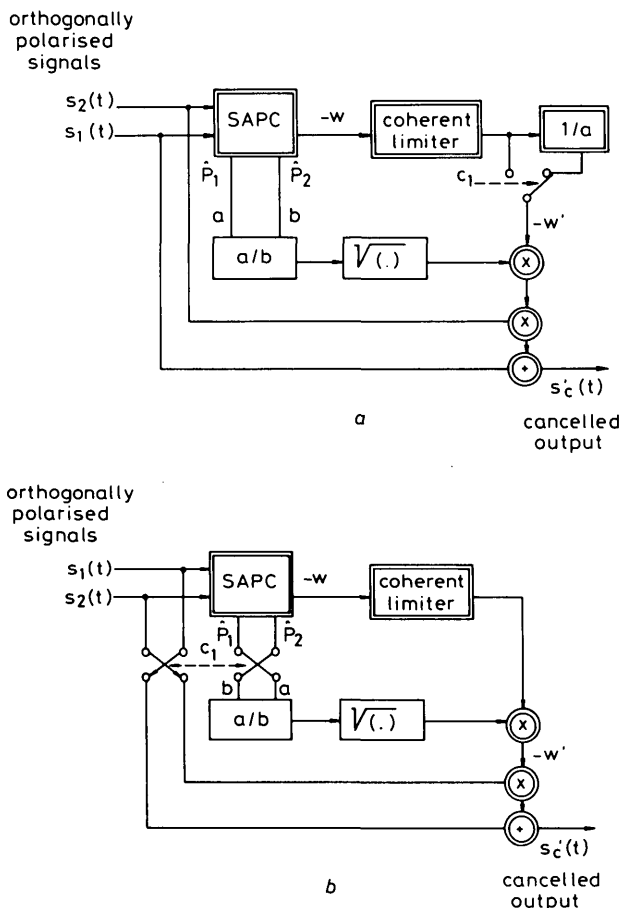 orthogonally
polarised
signals
s₂(t)
s₁(t)
SAPC
-w
coherent
limiter
1/a
P̂₁
P̂₂
c₁
a
b
-w'
a/b
√(.)
x
x
+
s'c(t)
a
cancelled
output
orthogonally
polarised
signals
s₁(t)
s₂(t)
SAPC
-w
coherent
limiter
P̂₁
P̂₂
c₁
b
a
a/b
√(.)
x
-w'
x
+
s'c(t)
b
cancelled
output